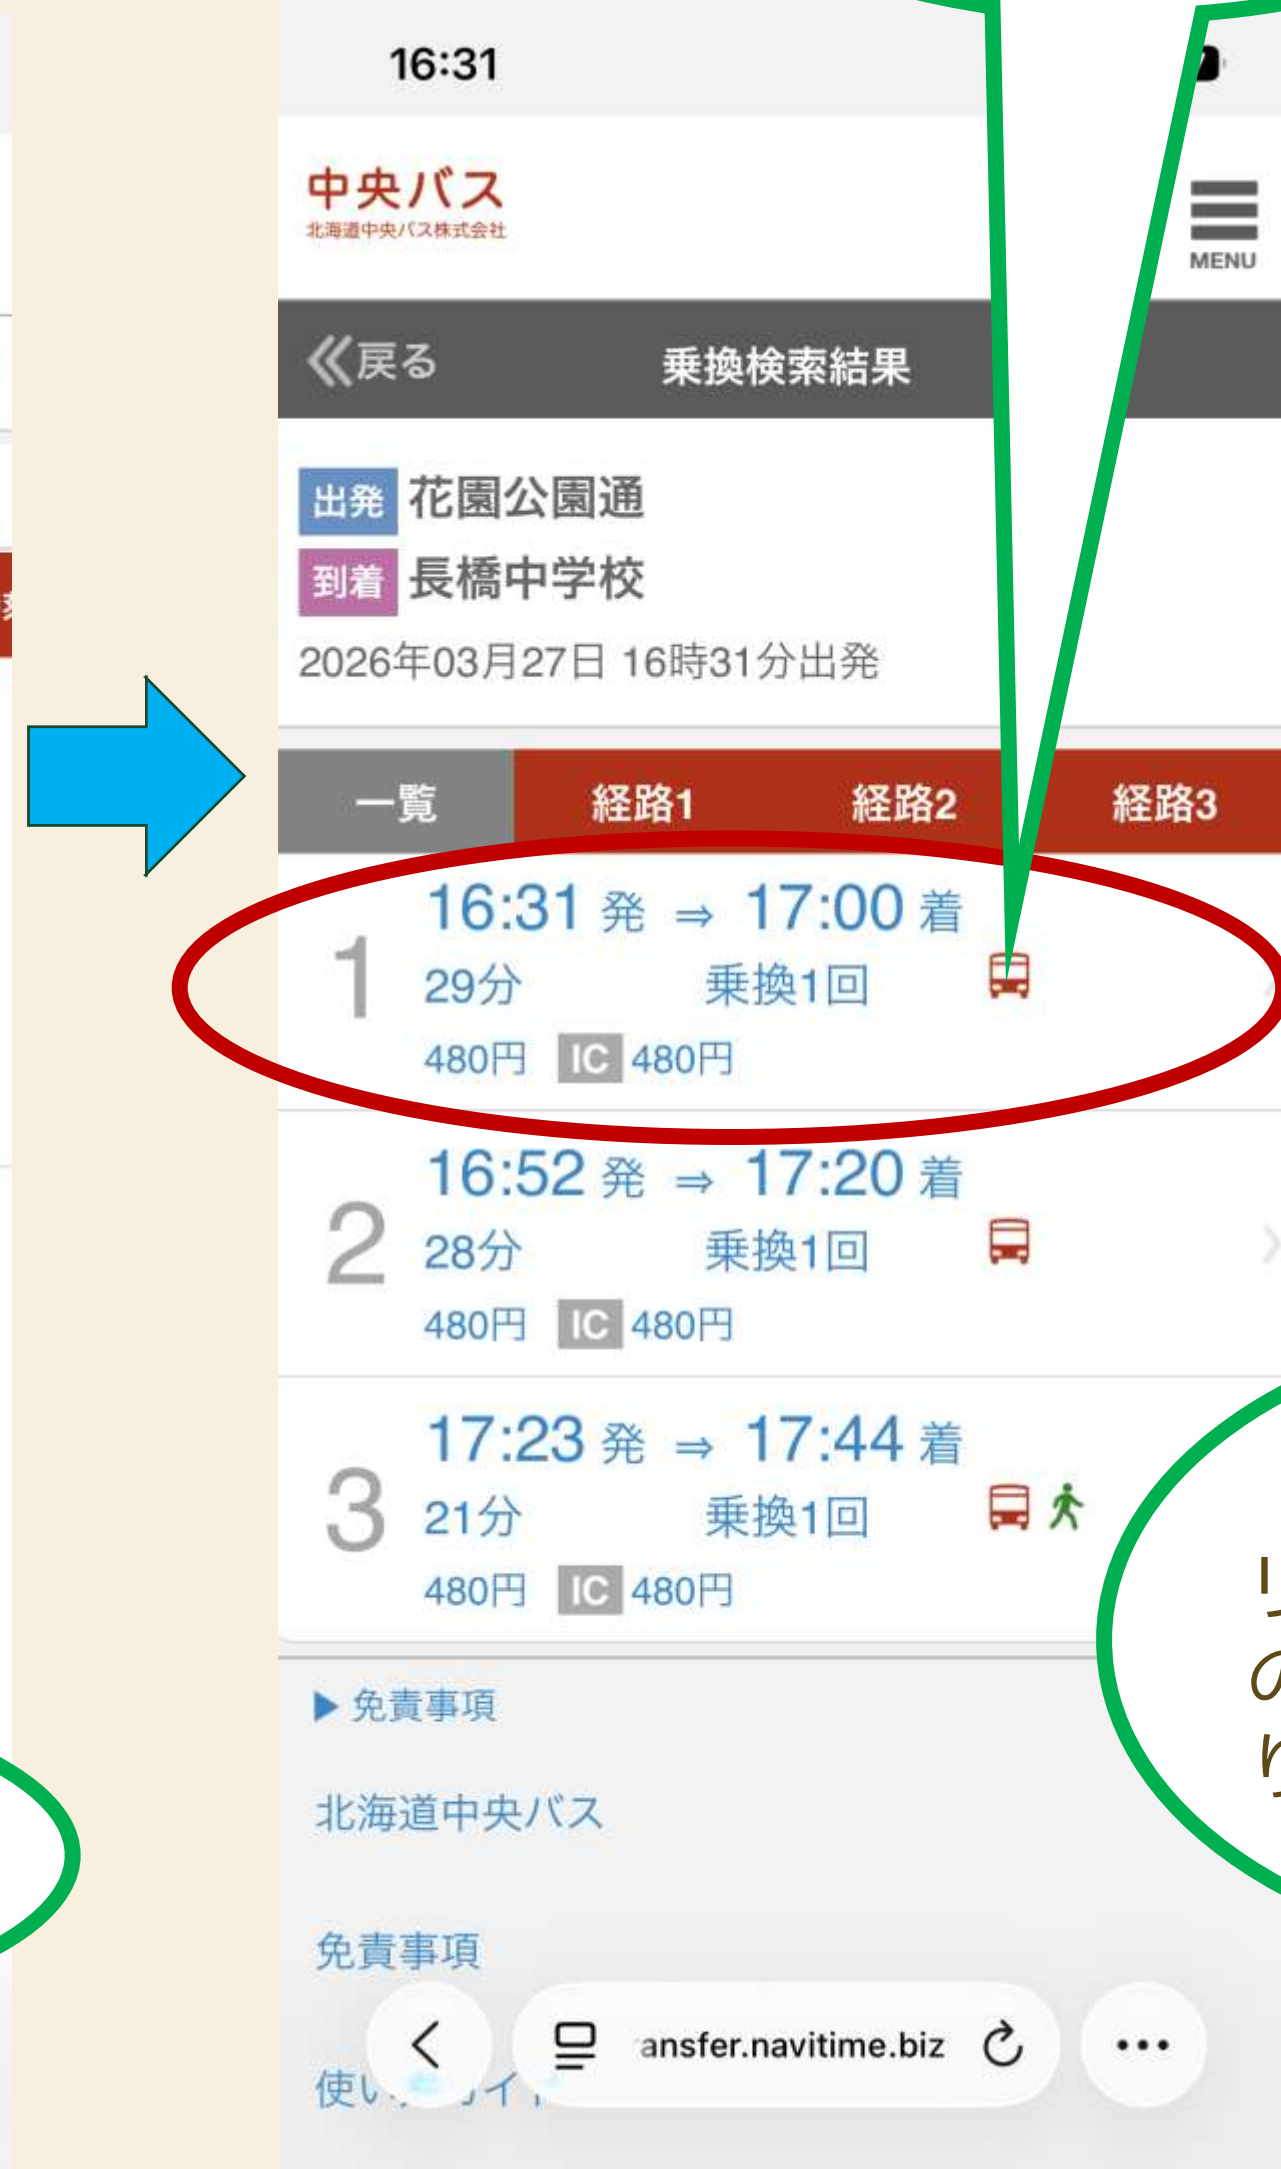 16:31
中央バス
北海道中央バス株式会社
MENU
戻る
乗換検索結果
出発 花園公園通
到着 長橋中学校
2026年03月27日 16時31分出発
一覧 経路1 経路2 経路3
1
16:31 発 ⇒ 17:00 着
29分 乗換1回
480円 IC 480円
2
16:52 発 ⇒ 17:20 着
28分 乗換1回
480円 IC 480円
3
17:23 発 ⇒ 17:44 着
21分 乗換1回
480円 IC 480円
▶ 免責事項
北海道中央バス
免責事項
ansfer.navitime.biz
使い